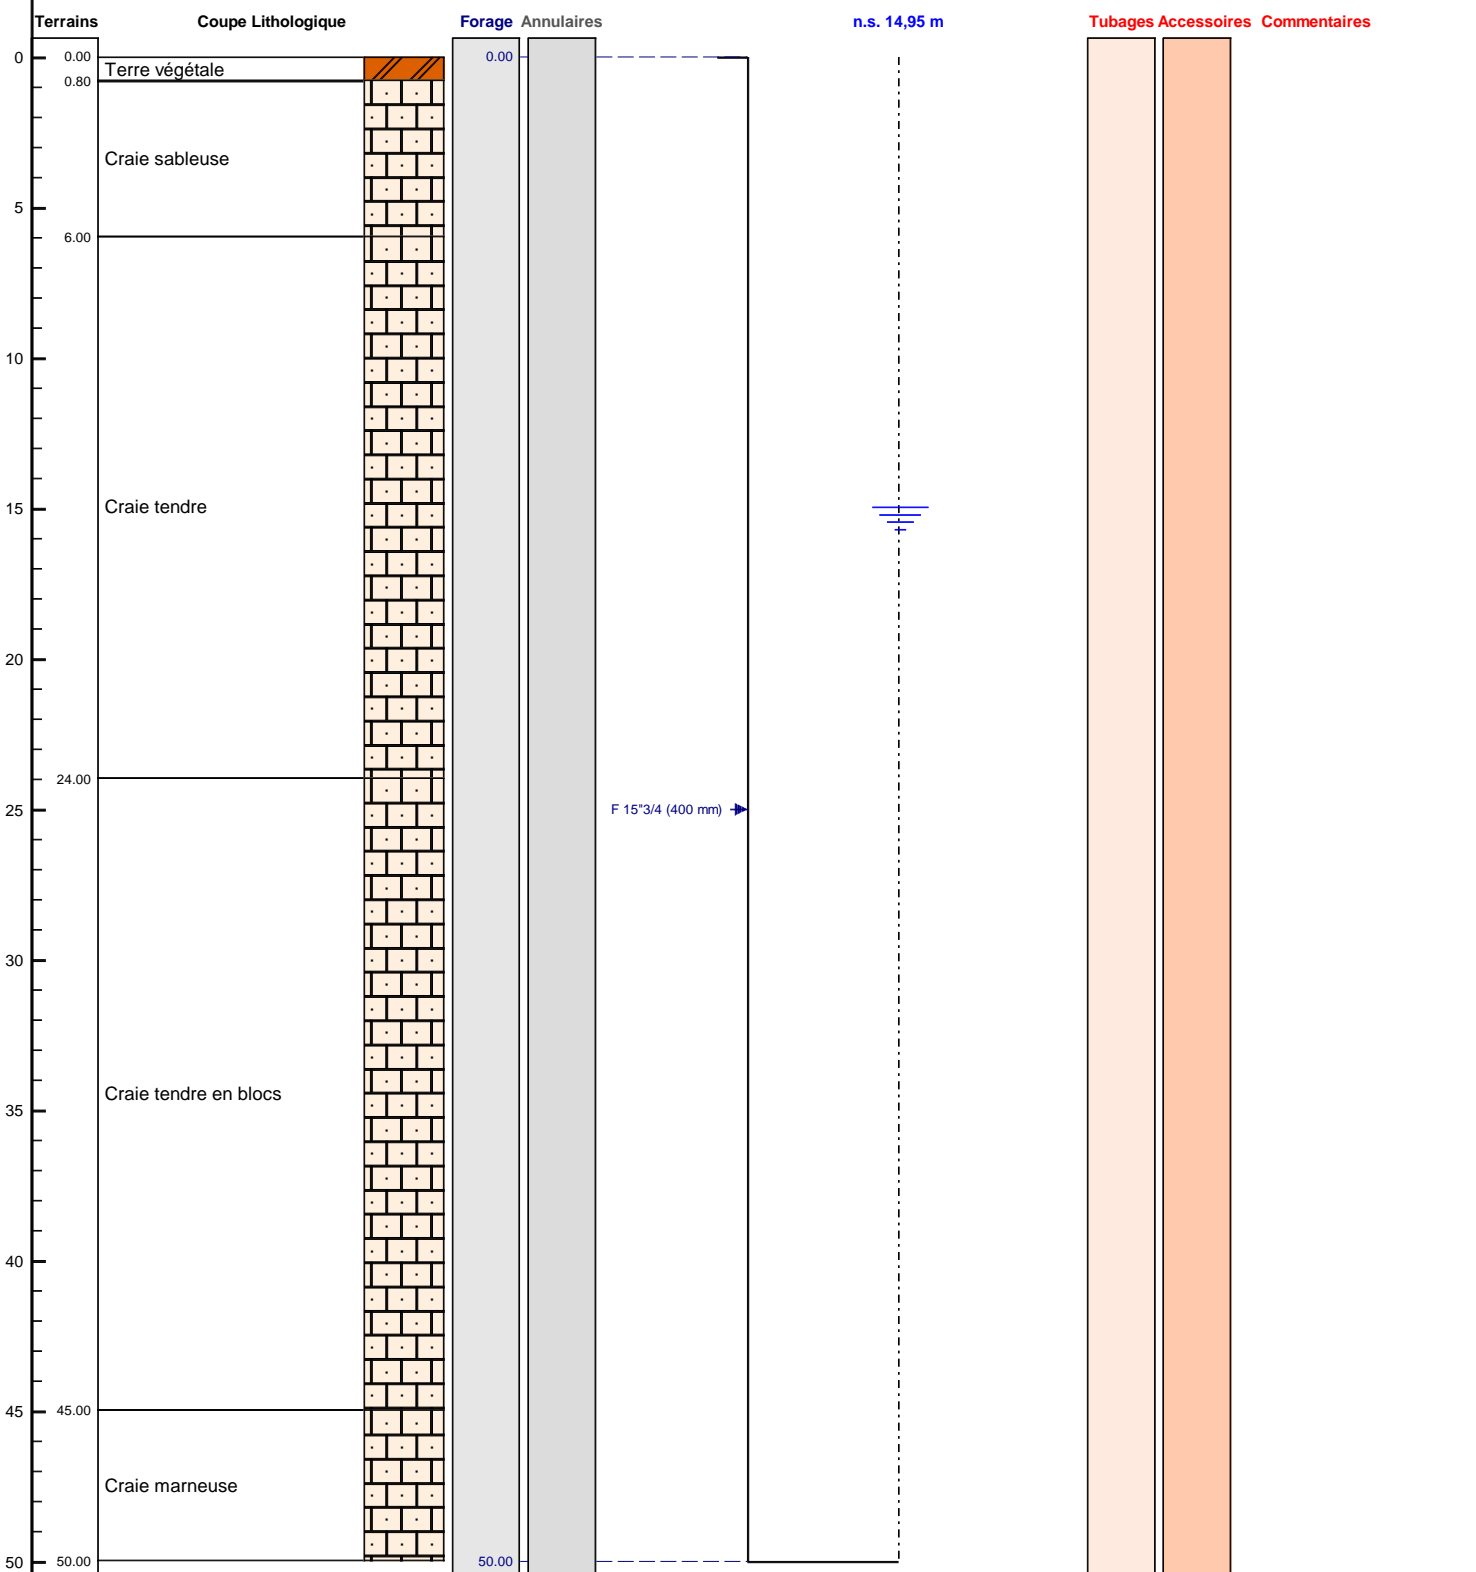 Terrains Coupe Lithologique Forage Annulaires n.s. 14,95 m Tubages Accessoires Commentaires
0 0.00 0.00
Terre végétale
0.80
Craie sableuse
5
6.00
10
Craie tendre
15
20
24.00
25 F 15"3/4 (400 mm)
30
Craie tendre en blocs
35
40
45 45.00
Craie marneuse
50 50.00 50.00